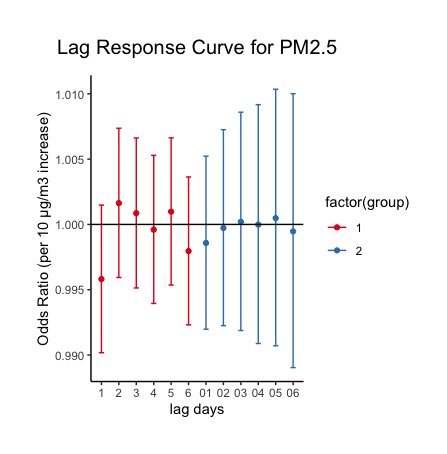 Lag Response Curve for PM2.5
Odds Ratio (per 10 µg/m3 increase)
1.010
1.005
1.000
0.995
0.990
1 2 3 4 5 6 01 02 03 04 05 06
lag days
factor(group)
1
2